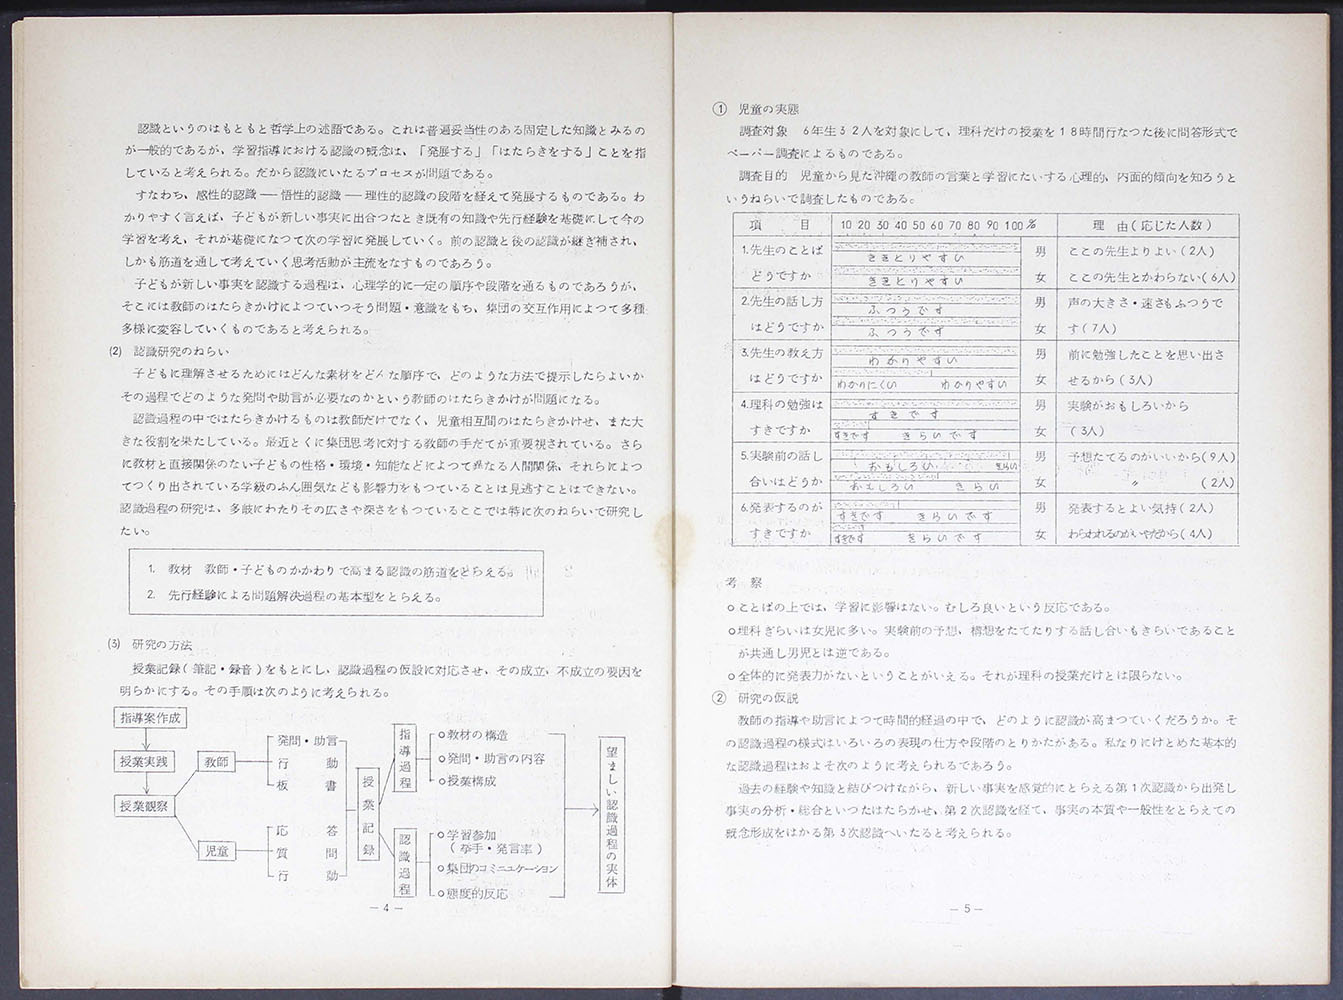 認識というのはもともと哲学上の述語である。これは普遍妥当性のある固定した知識とみるの
が一般的であるが、学習指導における認識の概念は、「発展する」「はたらきをする」ことを指
していると考えられる。だから認識にいたるプロセスが問題である。
すなわち、感性的認識──悟性的認識──理性的認識の段階を経えて発展するものである。わ
かりやすく言えば、子どもが新しい事実に出合つたとき既有の知識や先行経験を基礎にして今の
学習を考え、それが基礎になつて次の学習に発展していく。前の認識と後の認識が継ぎ補され、
しかも筋道を通して考えていく思考活動が主流をなすものであろう。
子どもが新しい事実を認識する過程は、心理学的に一定の順序や段階を通るものであろうが、
そこには教師のはたらきかけによつていつそう問題・意識をもち、集団の交互作用によつて多種
多様に変容していくものであると考えられる。
(2) 認識研究のねらい
子どもに理解させるためにはどんな素材をどんな順序で、どのような方法で提示したらよいか
その過程でどのような発問や助言が必要なのかという教師のはたらきかけが問題になる。
認識過程の中ではたらきかけるものは教師だけでなく、児童相互間のはたらきかけせ、また大
きな役割を果たしている。最近とくに集団思考に対する教師の手だてが重要視されている。さら
に教材と直接関係のない子どもの性格・環境・知能などによつて異なる人間関係、それらによつ
てつくり出されている学級のふん囲気なども影響力をもつていることは見逃すことはできない。
認識過程の研究は、多岐にわたりその広さや深さをもつているここでは特に次のねらいで研究し
たい。
1. 教材 教師・子どものかかわりで高まる認識の筋道をとらえる。
2. 先行経験による問題解決過程の基本型をとらえる。
(3) 研究の方法
授業記録(筆記・録音)をもとにし、認識過程の仮設に対応させ、その成立、不成立の要因を
明らかにする。その手順は次のように考えられる。
指導案作成
授業実践
授業観察
教師
児童
発問・助言
行動
板書
応答
質問
行動
授業記録
指導過程
認識過程
○教材の構造
○発問・助言の内容
○授業構成
○学習参加
(挙手・発言率)
○集団のコミニユケーション
○態度的反応
望ましい認識過程の実体
— 4 —
① 児童の実態
調査対象 6年生32人を対象にして、理科だけの授業を18時間行なつた後に問答形式で
ペーパー調査によるものである。
調査目的 児童から見た沖縄の教師の言葉と学習にたいする心理的、内面的傾向を知ろうと
いうねらいで調査したものである。
項目 10 20 30 40 50 60 70 80 90 100% 理由(応じた人数)
1.先生のことば ききとりやすい 男 ここの先生よりよい(2人)
どうですか ききとりやすい 女 ここの先生とかわらない(6人)
2.先生の話し方 ふつうです 男 声の大きさ・速さもふつうで
はどうですか ふつうです 女 す(7人)
3.先生の教え方 わかりやすい 男 前に勉強したことを思い出さ
はどうですか わかりにくい わかりやすい 女 せるから(3人)
4.理科の勉強は すきです 男 実験がおもしろいから
すきですか すきです きらいです 女 (3人)
5.実験前の話し おもしろい きらい 男 予想たてるのがいいから(9人)
合いはどうか おもしろい きらい 女 〃 (2人)
6.発表するのが すきです きらいです 男 発表するとよい気持(2人)
すきですか すきです きらいです 女 わらわれるのがいやだから(4人)
考察
○ことばの上では、学習に影響はない。むしろ良いという反応である。
○理科ぎらいは女児に多い。実験前の予想、構想をたてたりする話し合いもきらいであること
が共通し男児とは逆である。
○全体的に発表力がないということがいえる。それが理科の授業だけとは限らない。
② 研究の仮説
教師の指導や助言によつて時間的経過の中で、どのように認識が高まつていくだろうか。そ
の認識過程の様式はいろいろの表現の仕方や段階のとりかたがある。私なりにけとめた基本的
な認識過程はおよそ次のように考えられるであろう。
過去の経験や知識と結びつけながら、新しい事実を感覚的にとらえる第1次認識から出発し
事実の分析・総合といつたはたらかせ、第2次認識を経て、事実の本質や一般性をとらえての
概念形成をはかる第3次認識へいたると考えられる。
— 5 —